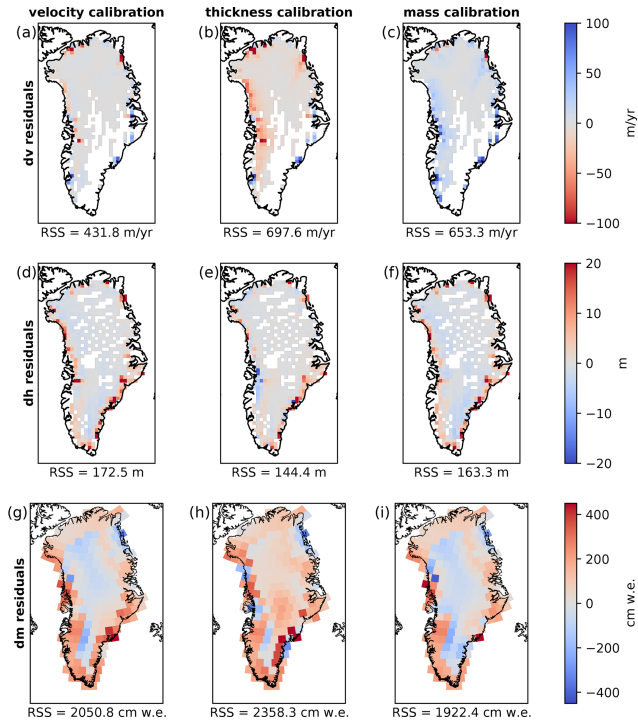 velocity calibration
thickness calibration
mass calibration
(a)
(b)
(c)
dv residuals
RSS = 431.8 m/yr
RSS = 697.6 m/yr
RSS = 653.3 m/yr
100
50
0
−50
−100
m/yr
(d)
(e)
(f)
dh residuals
RSS = 172.5 m
RSS = 144.4 m
RSS = 163.3 m
20
10
0
−10
−20
m
(g)
(h)
(i)
dm residuals
RSS = 2050.8 cm w.e.
RSS = 2358.3 cm w.e.
RSS = 1922.4 cm w.e.
400
200
0
−200
−400
cm w.e.